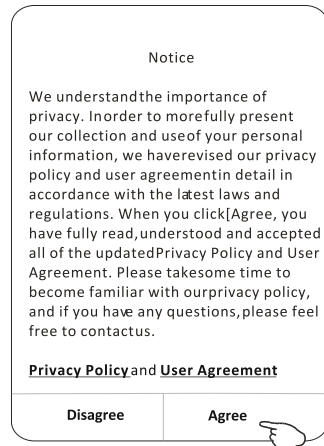 Notice
We understandthe importance of
privacy. Inorder to morefully present
our collection and useof your personal
information, we haverevised our privacy
policy and user agreementin detail in
accordance with the latest laws and
regulations. When you click[Agree, you
have fully read,understood and accepted
all of the updatedPrivacy Policy and User
Agreement. Please takesome time to
become familiar with ourprivacy policy,
and if you have any questions,please feel
free to contactus.
Privacy Policy and User Agreement
Disagree Agree